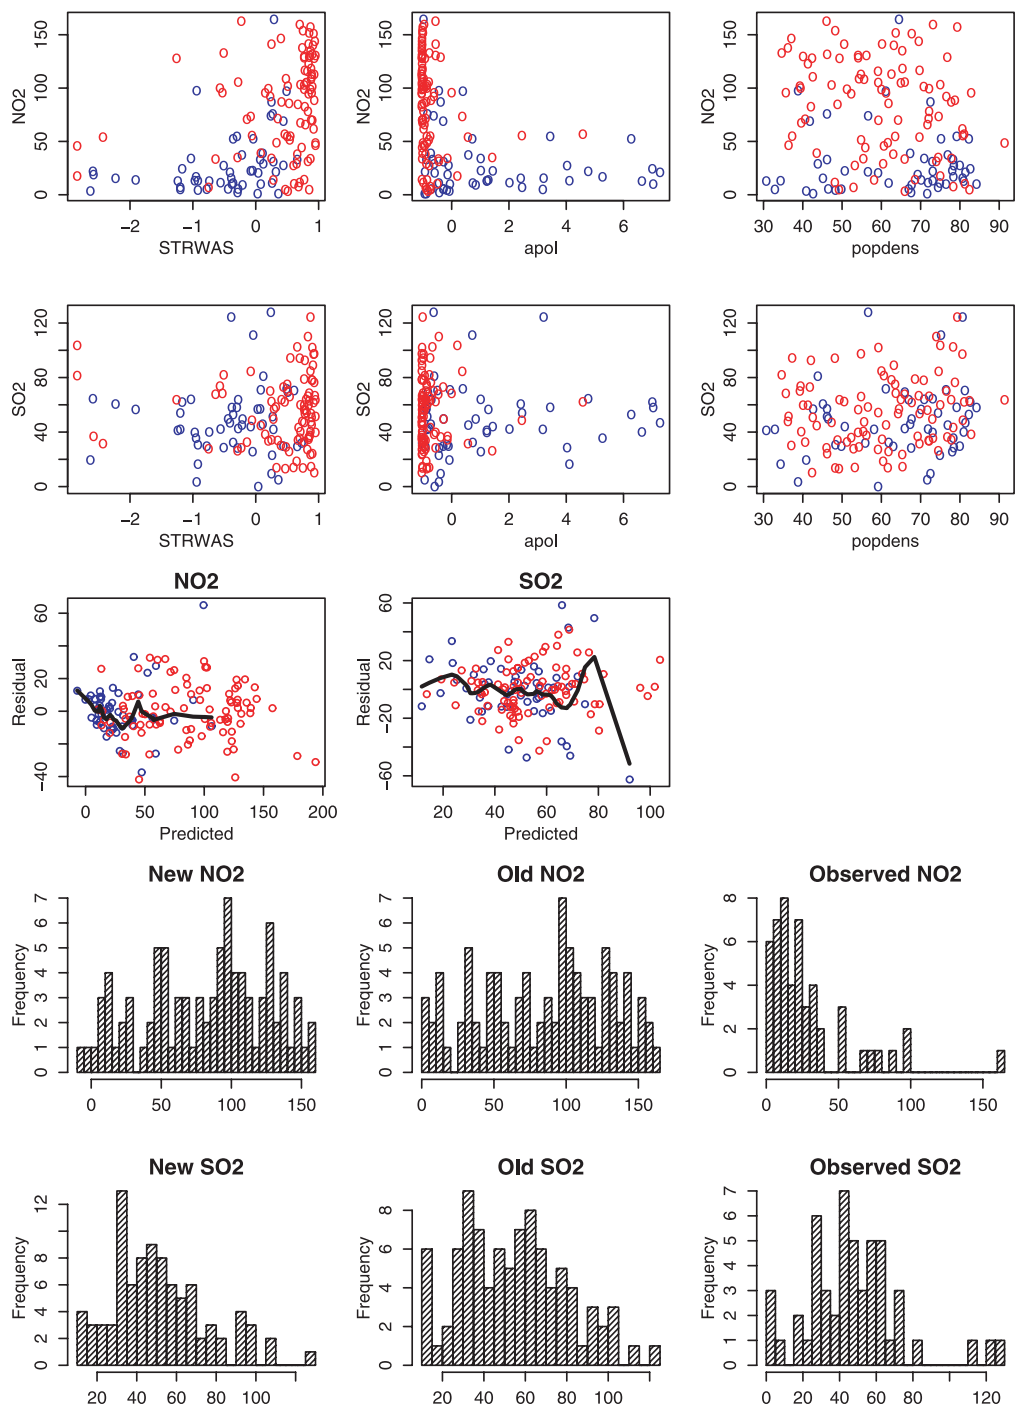 NO2
0 50 100 150
−2 −1 0 1
STRWAS
NO2
0 50 100 150
0 2 4 6
apol
NO2
0 50 100 150
30 40 50 60 70 80 90
popdens
SO2
0 40 80 120
−2 −1 0 1
STRWAS
SO2
0 40 80 120
0 2 4 6
apol
SO2
0 40 80 120
30 40 50 60 70 80 90
popdens
NO2
Residual
−40 0 20 60
0 50 100 150 200
Predicted
SO2
Residual
−60 −20 20 60
20 40 60 80 100
Predicted
New NO2
Frequency
0 1 2 3 4 5 6 7
0 50 100 150
Old NO2
Frequency
0 1 2 3 4 5 6 7
0 50 100 150
Observed NO2
Frequency
0 2 4 6 8
0 50 100 150
New SO2
Frequency
0 2 4 6 8 12
20 40 60 80 100
Old SO2
Frequency
0 2 4 6 8
20 40 60 80 100
Observed SO2
Frequency
0 1 2 3 4 5 6 7
0 20 40 60 80 120